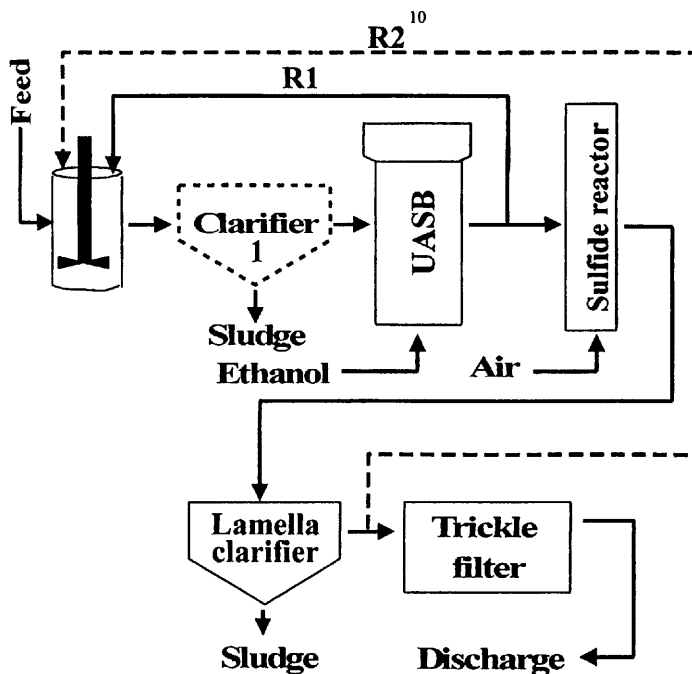 10
R2
Feed
R1
Clarifier
1
UASB
Sulfide reactor
Sludge
Ethanol
Air
Lamella
clarifier
Trickle
filter
Sludge
Discharge